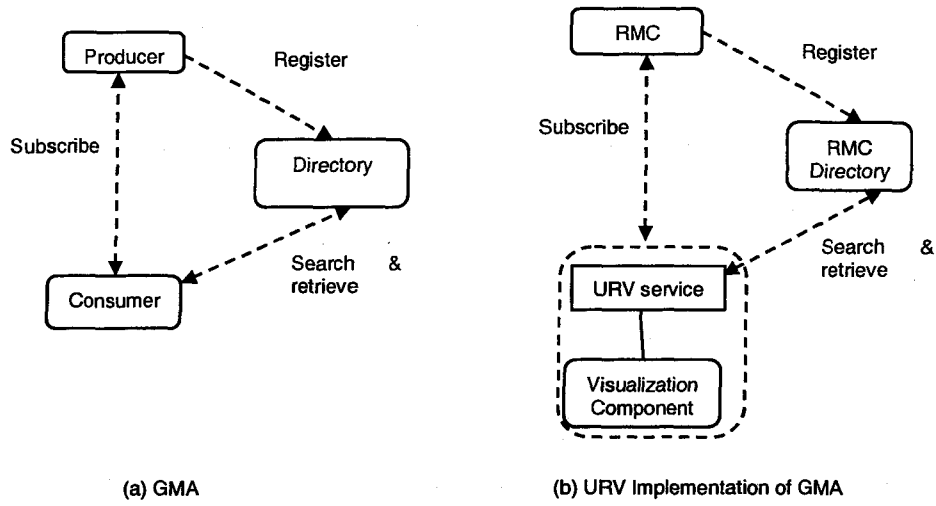 Producer
Register
Subscribe
Directory
Search &
retrieve
Consumer
(a) GMA
RMC
Register
Subscribe
RMC
Directory
Search &
retrieve
URV service
Visualization
Component
(b) URV Implementation of GMA